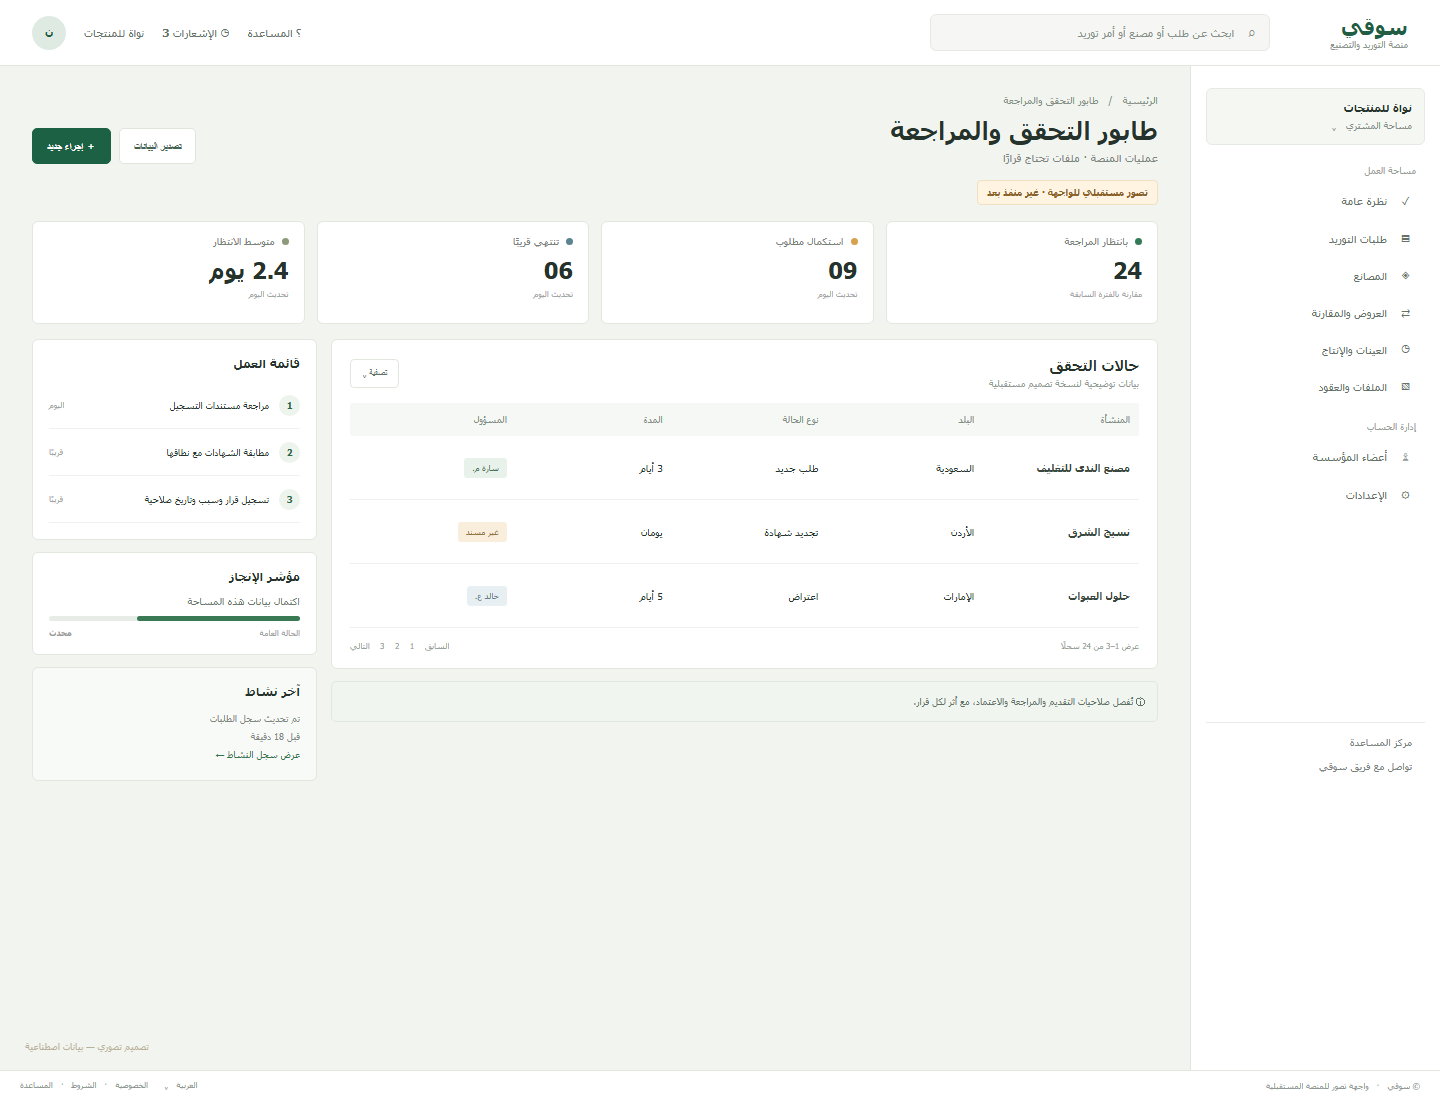 سوقي
منصة التوريد والتصنيع
ابحث عن طلب أو مصنع أو أمر توريد
؟ المساعدة
الإشعارات 3
نواة للمنتجات
ن
نواة للمنتجات
مساحة المشتري
مساحة العمل
نظرة عامة
طلبات التوريد
المصانع
العروض والمقارنة
العينات والإنتاج
الملفات والعقود
إدارة الحساب
أعضاء المؤسسة
الإعدادات
مركز المساعدة
تواصل مع فريق سوقي
الرئيسية / طابور التحقق والمراجعة
طابور التحقق والمراجعة
عمليات المنصة · ملفات تحتاج قرارًا
تصور مستقبلي للواجهة · غير منفذ بعد
تصدير البيانات
+ إجراء جديد
بانتظار المراجعة
24
مقارنة بالفترة السابقة
استكمال مطلوب
09
تحديث اليوم
تنتهي قريبًا
06
تحديث اليوم
متوسط الانتظار
2.4 يوم
تحديث اليوم
حالات التحقق
بيانات توضيحية لنسخة تصميم مستقبلية
تصفية
المنشأة البلد نوع الحالة المدة المسؤول
مصنع الندى للتغليف السعودية طلب جديد 3 أيام سارة م.
نسيج الشرق الأردن تجديد شهادة يومان غير مسند
حلول العبوات الإمارات اعتراض 5 أيام خالد ع.
عرض 1–3 من 24 سجلًا
السابق 1 2 3 التالي
تُفصل صلاحيات التقديم والمراجعة والاعتماد، مع أثر لكل قرار.
قائمة العمل
1 مراجعة مستندات التسجيل اليوم
2 مطابقة الشهادات مع نطاقها قريبًا
3 تسجيل قرار وسبب وتاريخ صلاحية قريبًا
مؤشر الإنجاز
اكتمال بيانات هذه المساحة
الحالة العامة محدث
آخر نشاط
تم تحديث سجل الطلبات
قبل 18 دقيقة
عرض سجل النشاط ←
تصميم تصوري — بيانات اصطناعية
© سوقي · واجهة تصور للمنصة المستقبلية
العربية
الخصوصية · الشروط · المساعدة